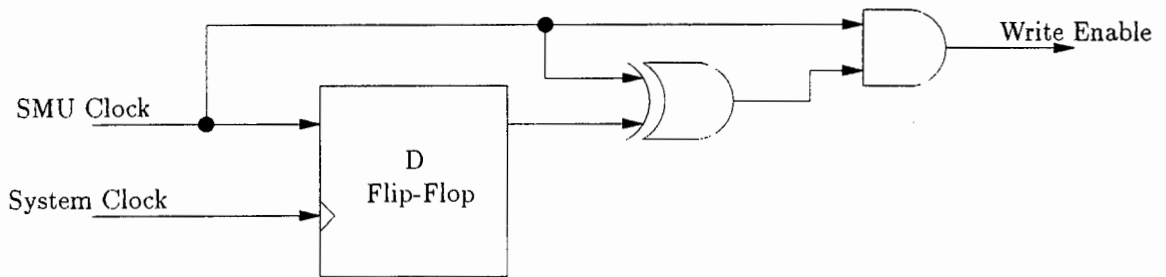 Write Enable
SMU Clock
D
Flip-Flop
System Clock